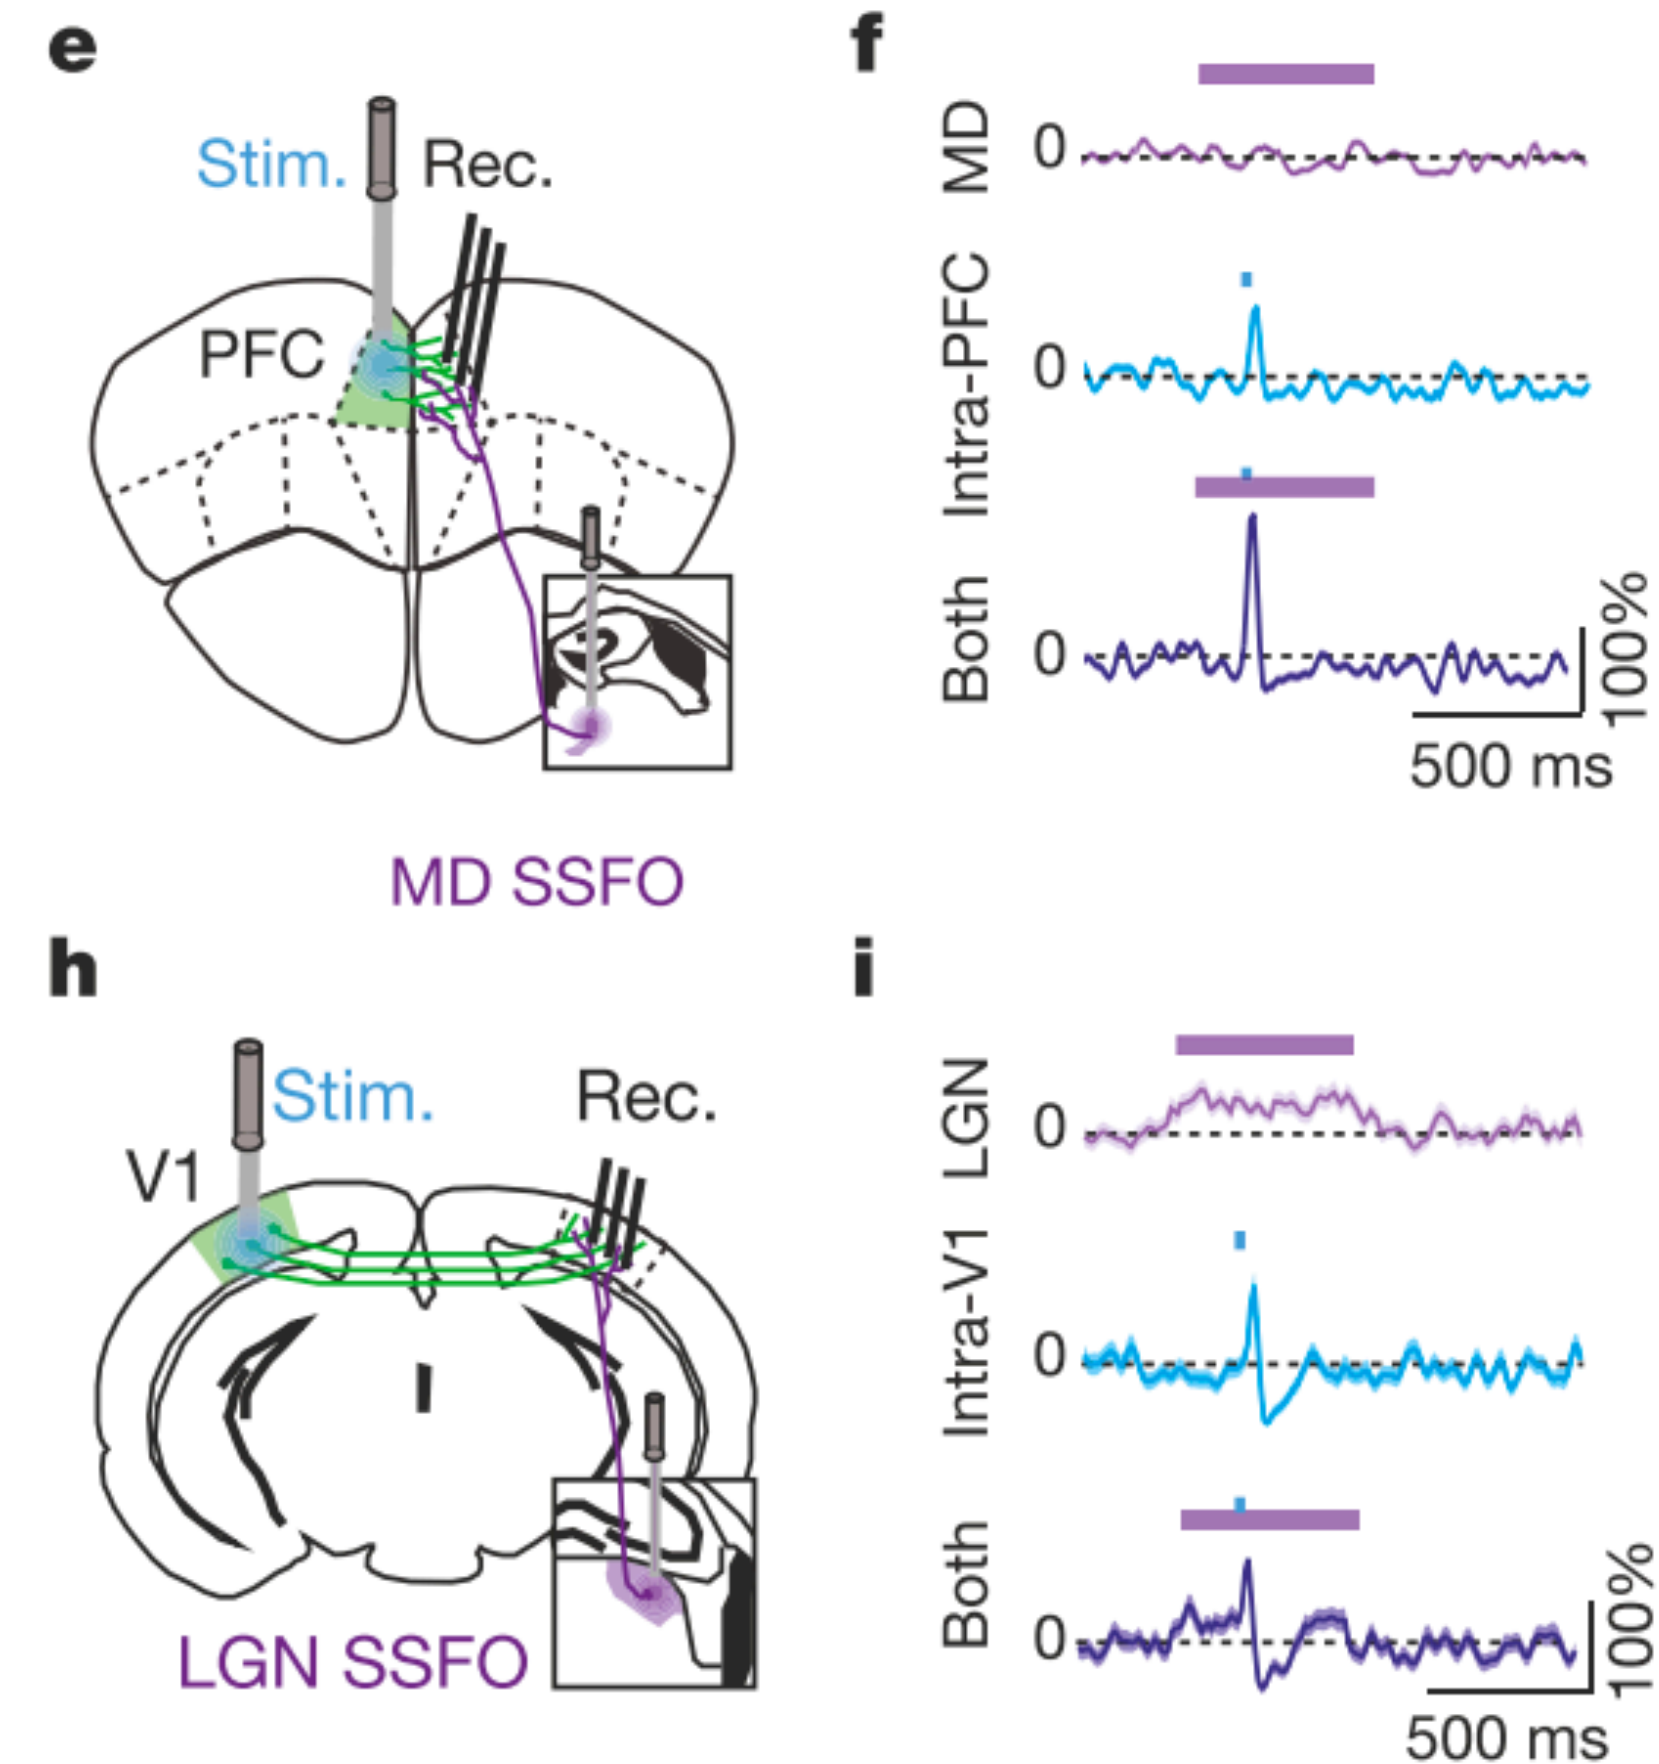 e
Stim. Rec.
PFC
MD SSFO
f
MD
0
Intra-PFC
0
Both
0
100%
500 ms
h
Stim. Rec.
V1
LGN SSFO
i
LGN
0
Intra-V1
0
Both
0
100%
500 ms